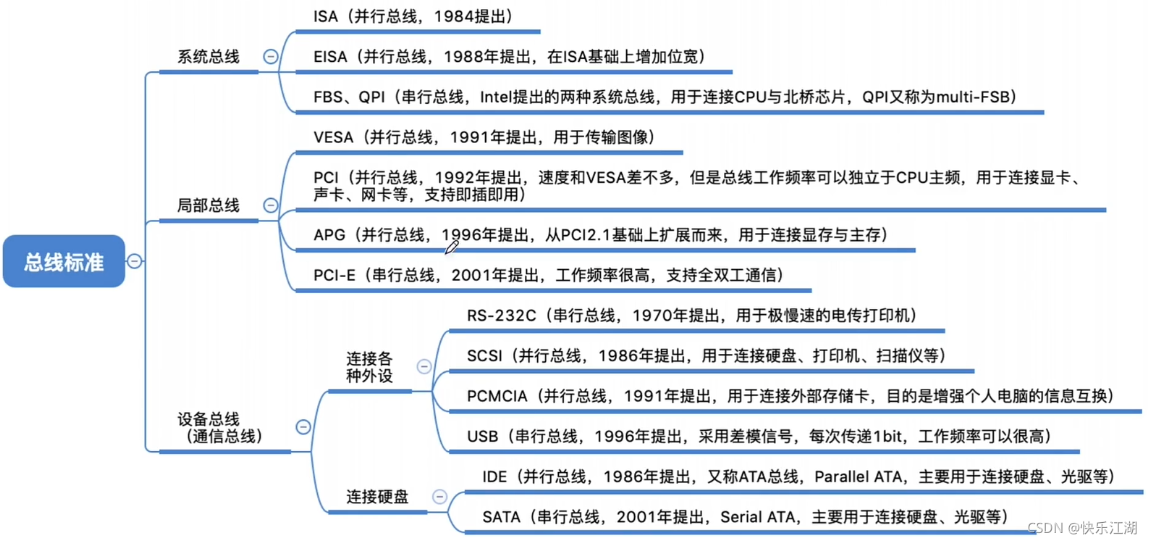 ISA（并行总线，1984提出）
系统总线
EISA（并行总线，1988年提出，在ISA基础上增加位宽）
FBS、QPI（串行总线，Intel提出的两种系统总线，用于连接CPU与北桥芯片，QPI又称为multi-FSB）
VESA（并行总线，1991年提出，用于传输图像）
PCI（并行总线，1992年提出，速度和VESA差不多，但是总线工作频率可以独立于CPU主频，用于连接显卡、
声卡、网卡等，支持即插即用）
局部总线
APG（并行总线，1996年提出，从PCI2.1基础上扩展而来，用于连接显存与主存）
总线标准
PCI-E（串行总线，2001年提出，工作频率很高，支持全双工通信）
RS-232C（串行总线，1970年提出，用于极慢速的电传打印机）
连接各
种外设
SCSI（并行总线，1986年提出，用于连接硬盘、打印机、扫描仪等）
PCMCIA（并行总线，1991年提出，用于连接外部存储卡，目的是增强个人电脑的信息互换）
设备总线
（通信总线）
USB（串行总线，1996年提出，采用差模信号，每次传递1bit，工作频率可以很高）
IDE（并行总线，1986年提出，又称ATA总线，Parallel ATA，主要用于连接硬盘、光驱等）
连接硬盘
SATA（串行总线，2001年提出，Serial ATA，主要用于连接硬盘、光驱等）
CSDN @快乐江湖